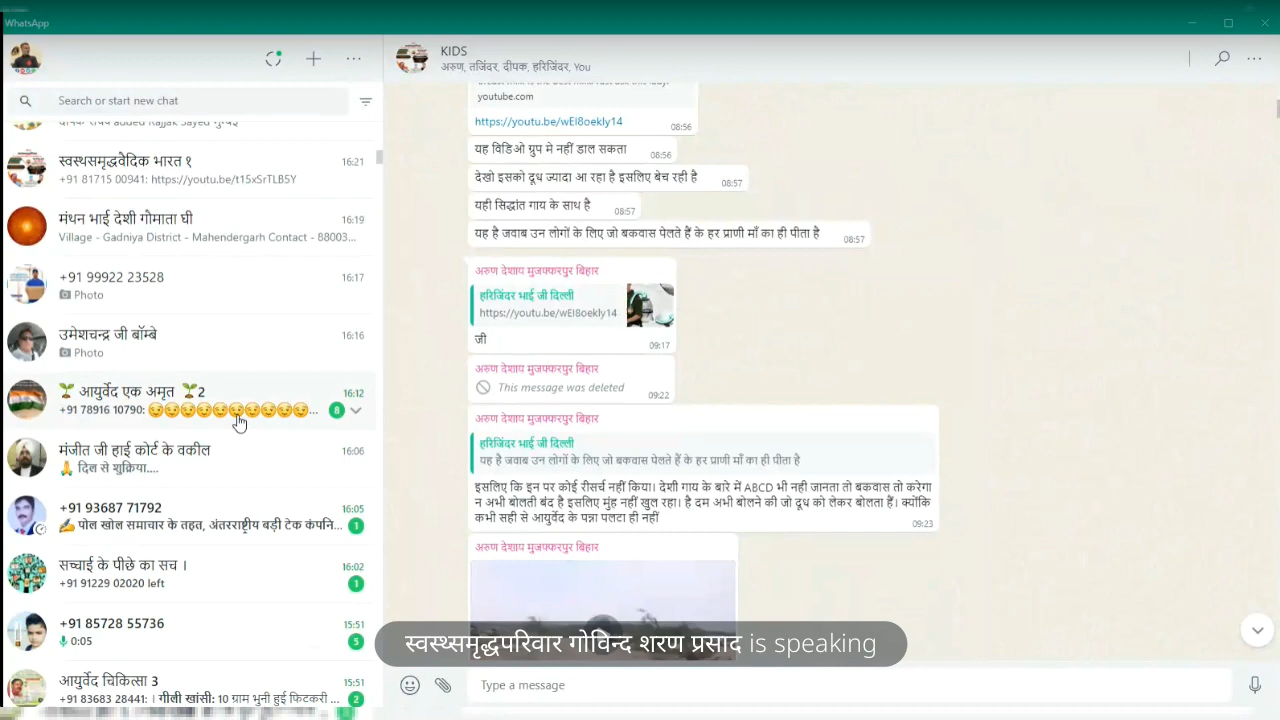 WhatsApp
KIDS
अरुण, तजिंदर, दीपक, हरिजिंदर, You
Search or start new chat
स्वस्थसमृद्धवैदिक भारत १
16:21
+91 81715 00941: https://youtu.be/t15xSrTLB5Y
मंथन भाई देशी गौमाता घी
16:19
Village - Gadniya District - Mahendergarh Contact - 88003...
+91 99922 23528
16:17
Photo
उमेशचन्द्र जी बॉम्बे
16:16
Photo
🌱 आयुर्वेद एक अमृत 🌱2
16:12
+91 78916 10790: 😏😏😏😏😏😏😏😏😏😏...
8
मंजीत जी हाई कोर्ट के वकील
16:06
🙏 दिल से शुक्रिया....
+91 93687 71792
16:05
✍ पोल खोल समाचार के तहत, अंतरराष्ट्रीय बड़ी टेक कंपनि...
1
सच्चाई के पीछे का सच ।
16:02
+91 91229 02020 left
1
+91 85728 55736
15:51
0:05
5
आयुर्वेद चिकित्सा 3
15:51
+91 83683 28441: । गीली खांसी: 10 ग्राम भुनी हुई फिटकरी ...
2
youtube.com
https://youtu.be/wEI8oekly14
08:56
यह विडिओ ग्रुप मे नहीं डाल सकता
08:56
देखो इसको दूध ज्यादा आ रहा है इसलिए बेच रही है
08:57
यही सिद्धांत गाय के साथ है
08:57
यह है जवाब उन लोगों के लिए जो बकवास पेलते हैं के हर प्राणी माँ का ही पीता है
08:57
अरुण देशाप मुजफ्फरपुर बिहार
हरिजिंदर भाई जी दिल्ली
https://youtu.be/wEI8oekly14
जी
09:17
अरुण देशाप मुजफ्फरपुर बिहार
This message was deleted
09:22
अरुण देशाप मुजफ्फरपुर बिहार
हरिजिंदर भाई जी दिल्ली
यह है जवाब उन लोगों के लिए जो बकवास पेलते हैं के हर प्राणी माँ का ही पीता है
इसलिए कि इन पर कोई रीसर्च नहीं किया। देशी गाय के बारे में ABCD भी नही जानता तो बकवास तो करेगा
न अभी बोलती बंद है इसलिए मुंह नहीं खुल रहा। है दम अभी बोलने की जो दूध को लेकर बोलता हैं। क्योंकि
कभी सही से आयुर्वेद के पन्ना पलटा ही नहीं
09:23
अरुण देशाप मुजफ्फरपुर बिहार
स्वस्थ्समृद्धपरिवार गोविन्द शरण प्रसाद is speaking
Type a message